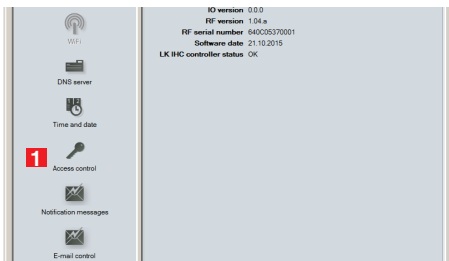 WiFi
DNS server
Time and date
1
Access control
Notification messages
E-mail control
IO version 0.0.0
RF version 1.04.a
RF serial number 640C05370001
Software date 21.10.2015
LK IHC controller status OK